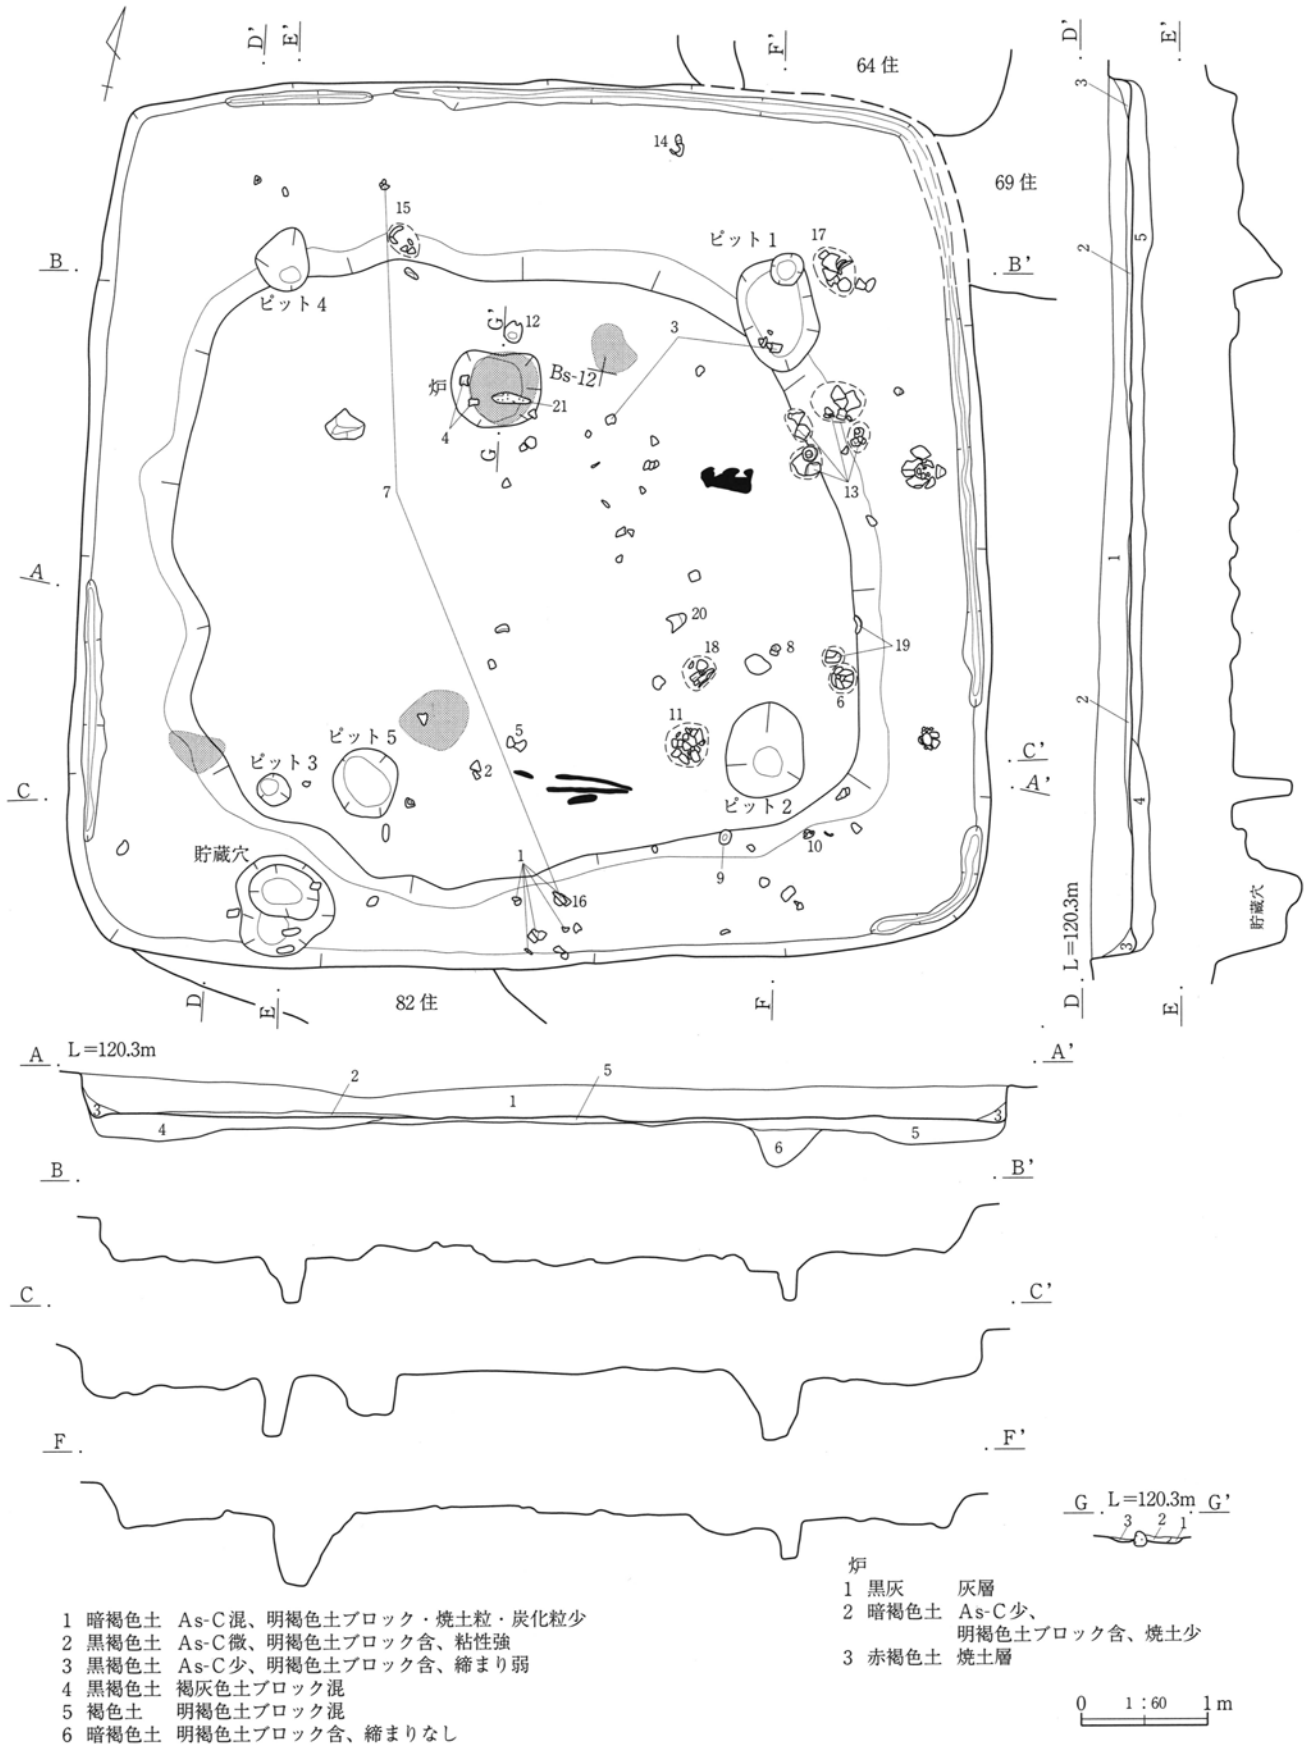 D'
E'
F'
64 住
14
69 住
15
ピット 1
17
B
B'
ピット 4
G'
12
3
Bs-12
炉
21
4
G
7
13
A
20
18
8
19
6
11
5
ピット 5
ピット 3
2
C
C'
A'
ピット 2
10
貯蔵穴
9
1
16
D
E
F
82 住
D'
E'
3
2
5
1
2
4
3
L=120.3m
D
E
貯蔵穴
A L=120.3m A'
2
5
1
3
3
4
5
6
B B'
C C'
F F'
G L=120.3m G'
3 2 1
1 暗褐色土 As-C混、明褐色土ブロック・焼土粒・炭化粒少
2 黒褐色土 As-C微、明褐色土ブロック含、粘性強
3 黒褐色土 As-C少、明褐色土ブロック含、締まり弱
4 黒褐色土 褐灰色土ブロック混
5 褐色土 明褐色土ブロック混
6 暗褐色土 明褐色土ブロック含、締まりなし
炉
1 黒灰 灰層
2 暗褐色土 As-C少、
明褐色土ブロック含、焼土少
3 赤褐色土 焼土層
0 1:60 1m